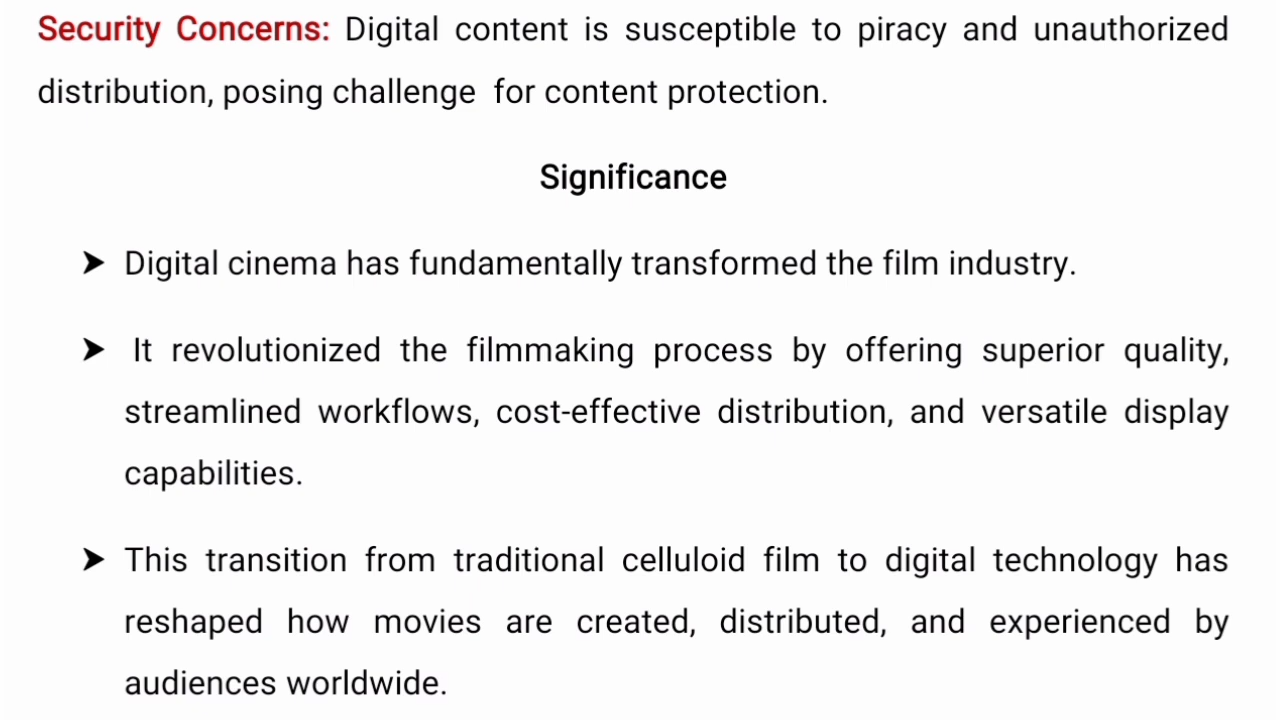 Security Concerns: Digital content is susceptible to piracy and unauthorized
distribution, posing challenge  for content protection.
Significance
➤ Digital cinema has fundamentally transformed the film industry.
➤ It revolutionized the filmmaking process by offering superior quality,
streamlined workflows, cost-effective distribution, and versatile display
capabilities.
➤ This transition from traditional celluloid film to digital technology has
reshaped how movies are created, distributed, and experienced by
audiences worldwide.